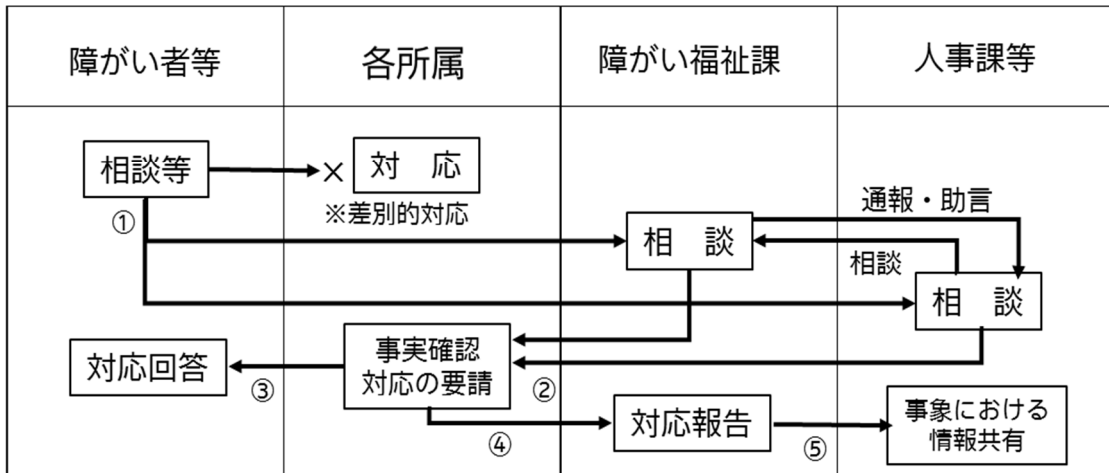 障がい者等
各所属
障がい福祉課
人事課等
相談等
×
対　応
※差別的対応
①
通報・助言
相　談
相談
相　談
対応回答
③
事実確認
対応の要請
②
④
対応報告
⑤
事象における
情報共有